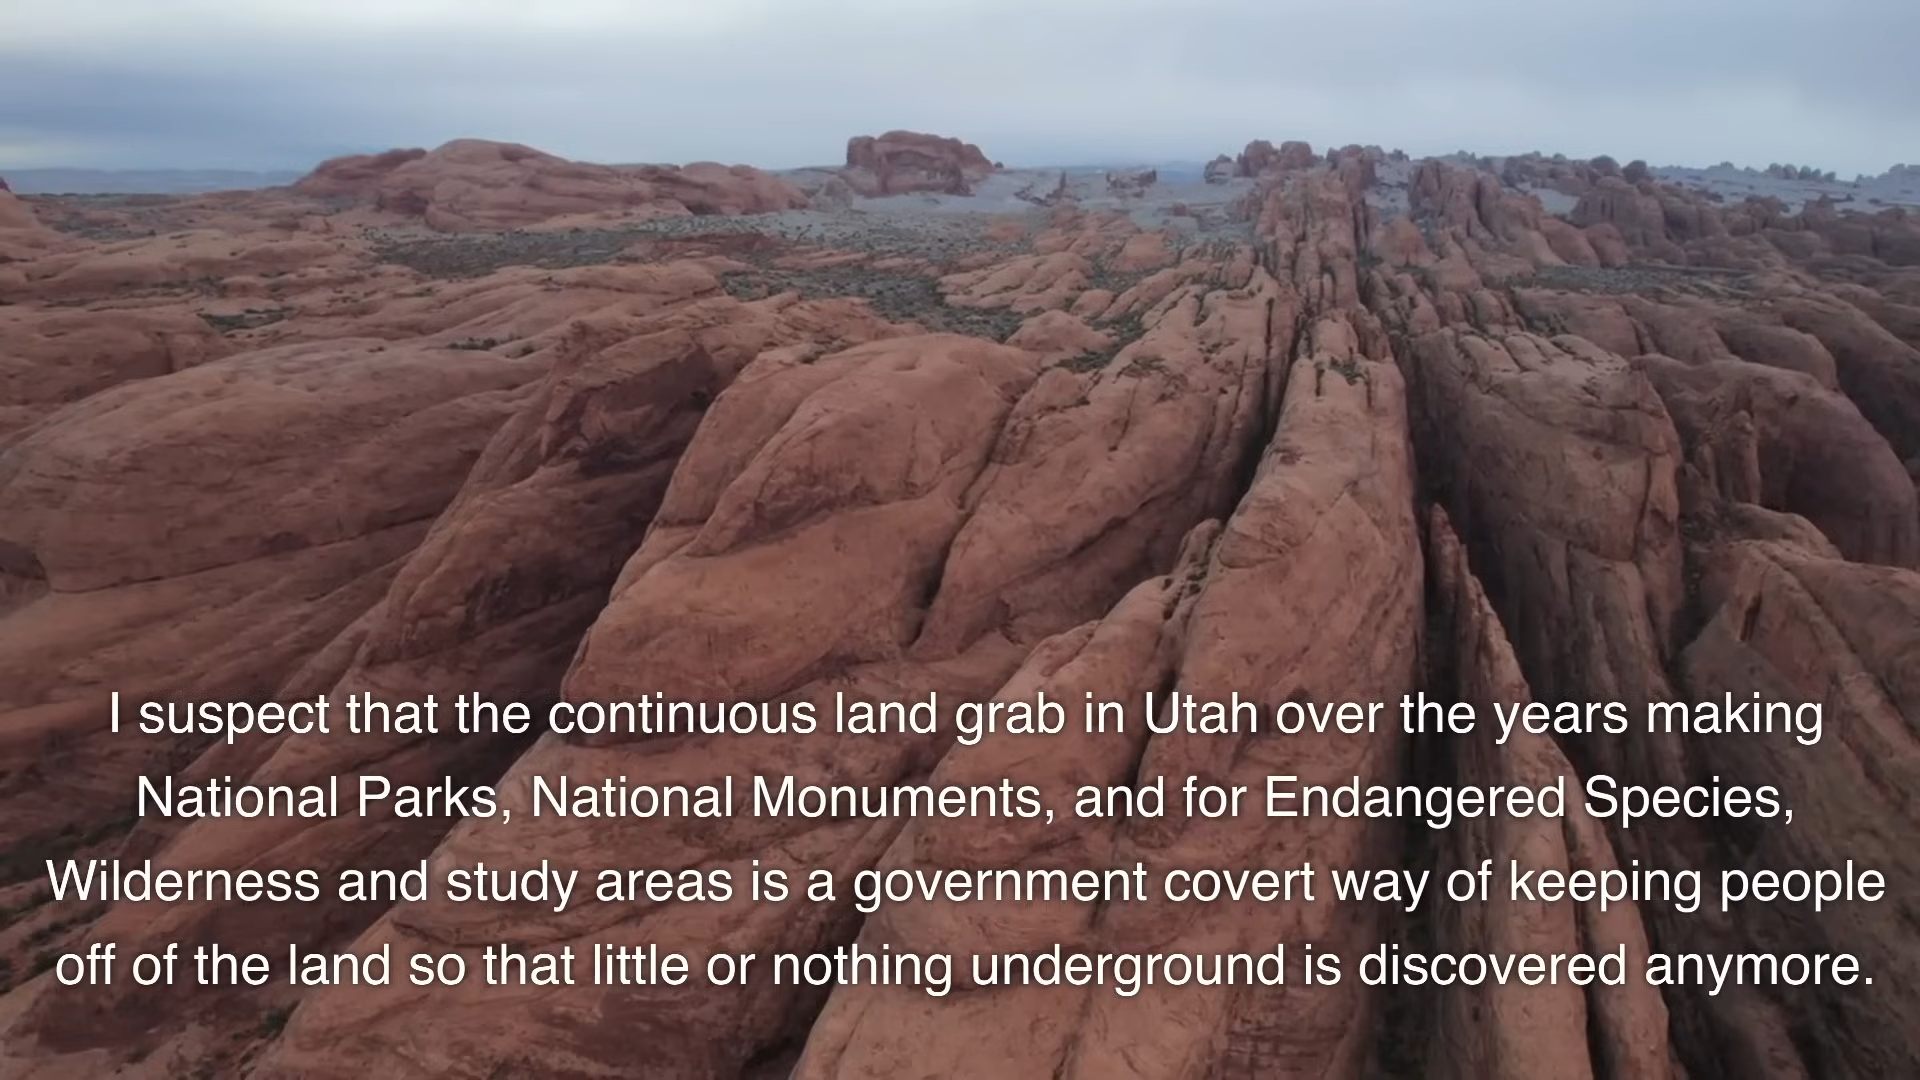 I suspect that the continuous land grab in Utah over the years making
National Parks, National Monuments, and for Endangered Species,
Wilderness and study areas is a government covert way of keeping people
off of the land so that little or nothing underground is discovered anymore.